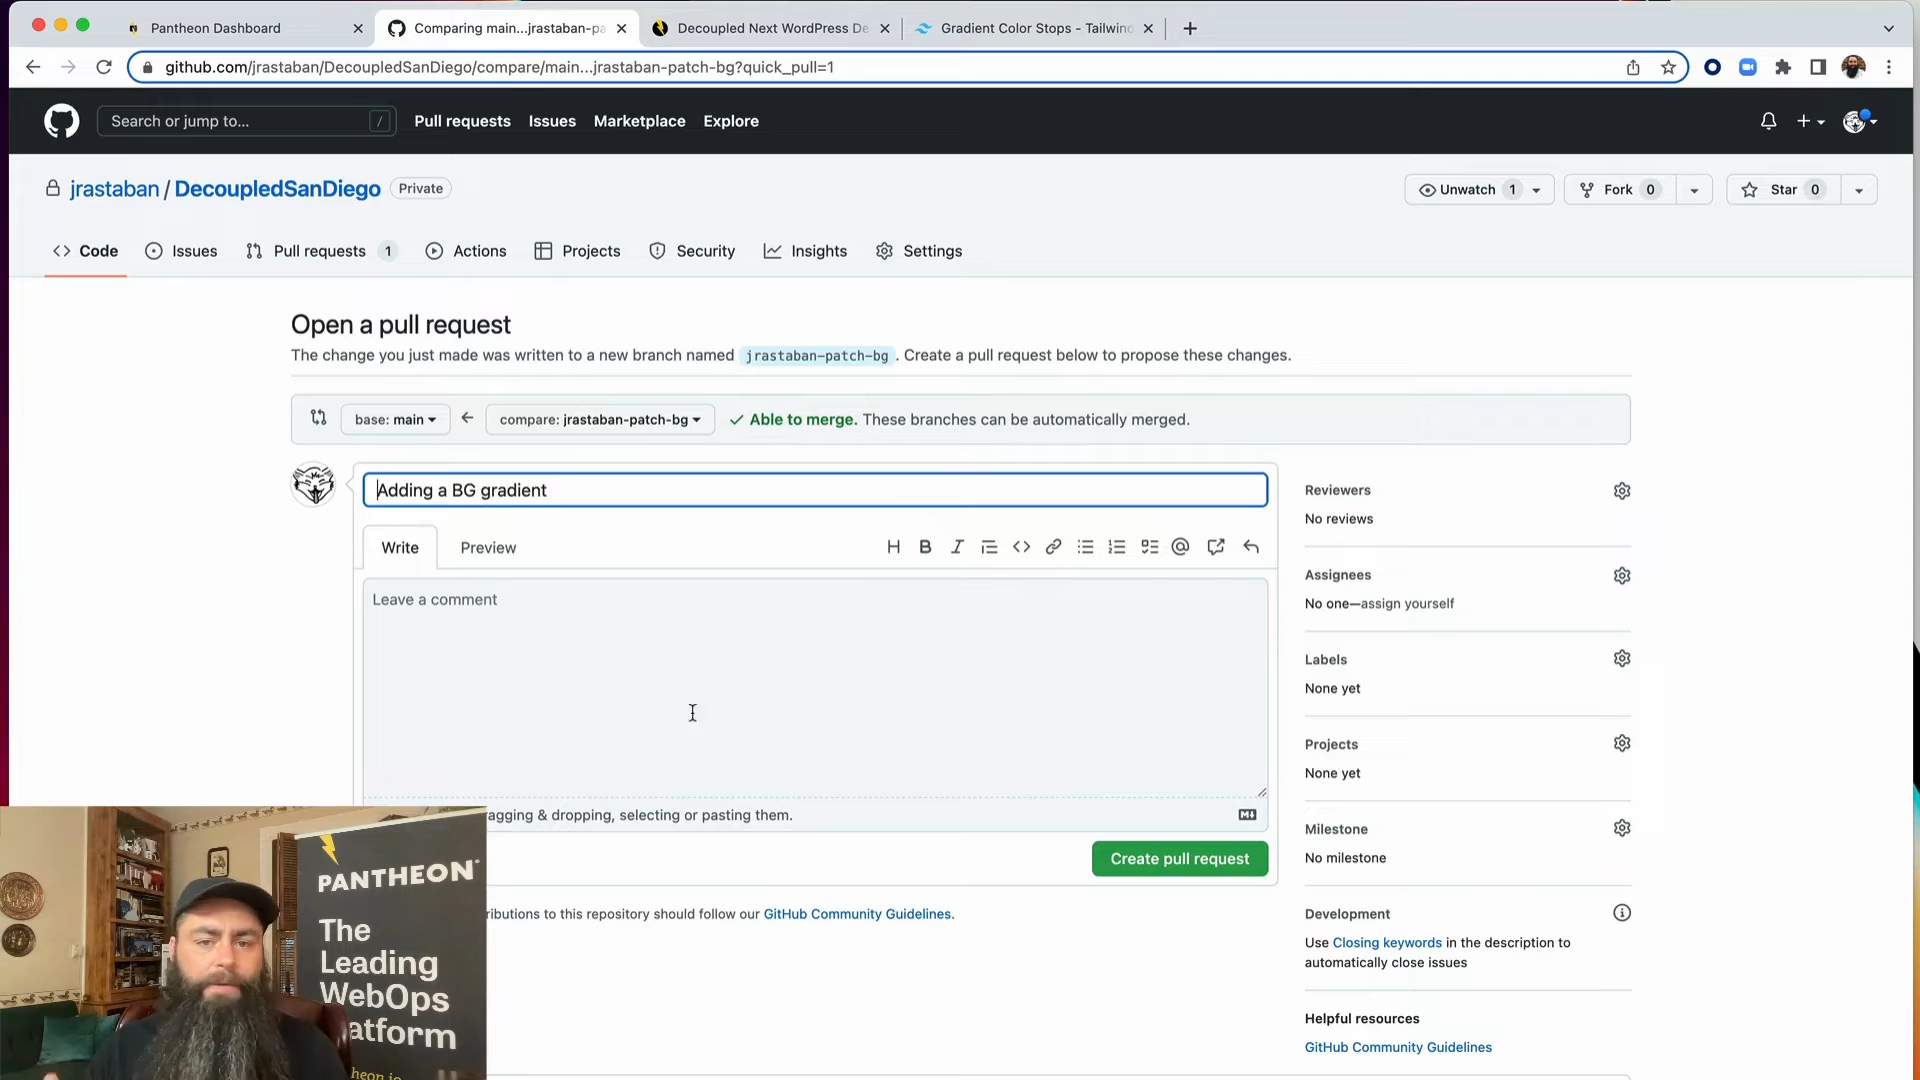 Pantheon Dashboard
Comparing main...jrastaban-pa
Decoupled Next WordPress De
Gradient Color Stops - Tailwind
github.com/jrastaban/DecoupledSanDiego/compare/main...jrastaban-patch-bg?quick_pull=1
Search or jump to... /
Pull requests Issues Marketplace Explore
jrastaban / DecoupledSanDiego Private
Unwatch 1 Fork 0 Star 0
Code Issues Pull requests 1 Actions Projects Security Insights Settings
Open a pull request
The change you just made was written to a new branch named jrastaban-patch-bg . Create a pull request below to propose these changes.
base: main compare: jrastaban-patch-bg Able to merge. These branches can be automatically merged.
Adding a BG gradient
Write Preview
Leave a comment
agging & dropping, selecting or pasting them.
Create pull request
ributions to this repository should follow our GitHub Community Guidelines.
Reviewers
No reviews
Assignees
No one—assign yourself
Labels
None yet
Projects
None yet
Milestone
No milestone
Development
Use Closing keywords in the description to
automatically close issues
Helpful resources
GitHub Community Guidelines
PANTHEON
The
Leading
WebOps
atform
heon.io